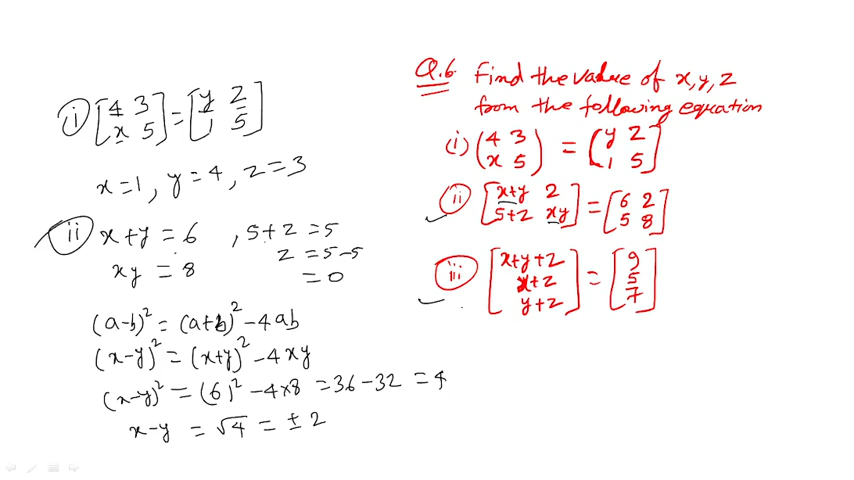 Q.6 Find the value of x, y, z
from the following equation
(i) (4 3 = [y z
x 5) 1 5]
(ii) [x+y 2 = [6 2
5+z xy] 5 8]
(iii) [x+y+z = [9
x+z 5
y+z] 7]
(i) [4 3 = [y z
x 5] 1 5]
x=1, y=4, z=3
(ii) x+y=6, 5+z=5
z=5-5
xy=8
=0
(a-b)²=(a+b)²-4ab
(x-y)²=(x+y)²-4xy
(x-y)²=(6)²-4×8=36-32=4
x-y=√4=±2